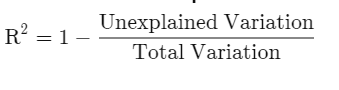 R² = 1 − Unexplained Variation / Total Variation